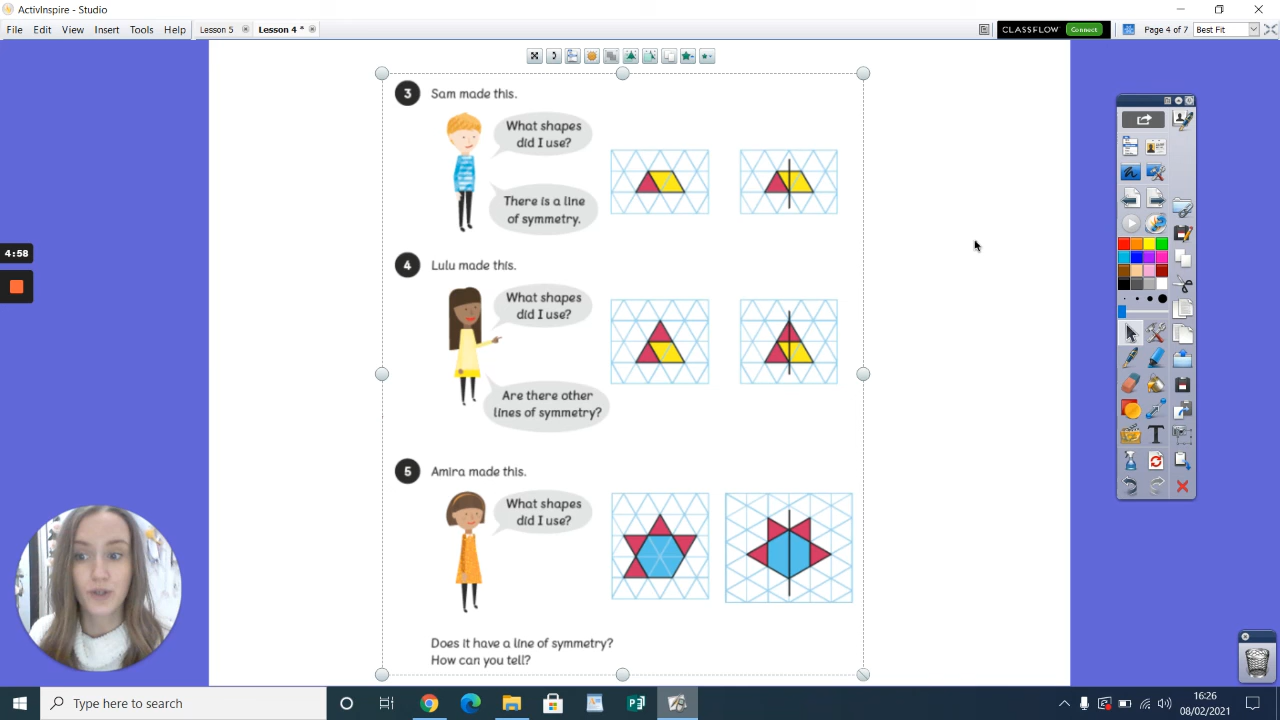 ActivInspire - Studio
File Edit View Insert Tools Help
Lesson 5
Lesson 4 *
CLASSFLOW Connect
Page 4 of 7
Best Fit
4:58
3 Sam made this.
What shapes
did I use?
There is a line
of symmetry.
4 Lulu made this.
What shapes
did I use?
Are there other
lines of symmetry?
5 Amira made this.
What shapes
did I use?
Does it have a line of symmetry?
How can you tell?
Type here to search
16:26
08/02/2021